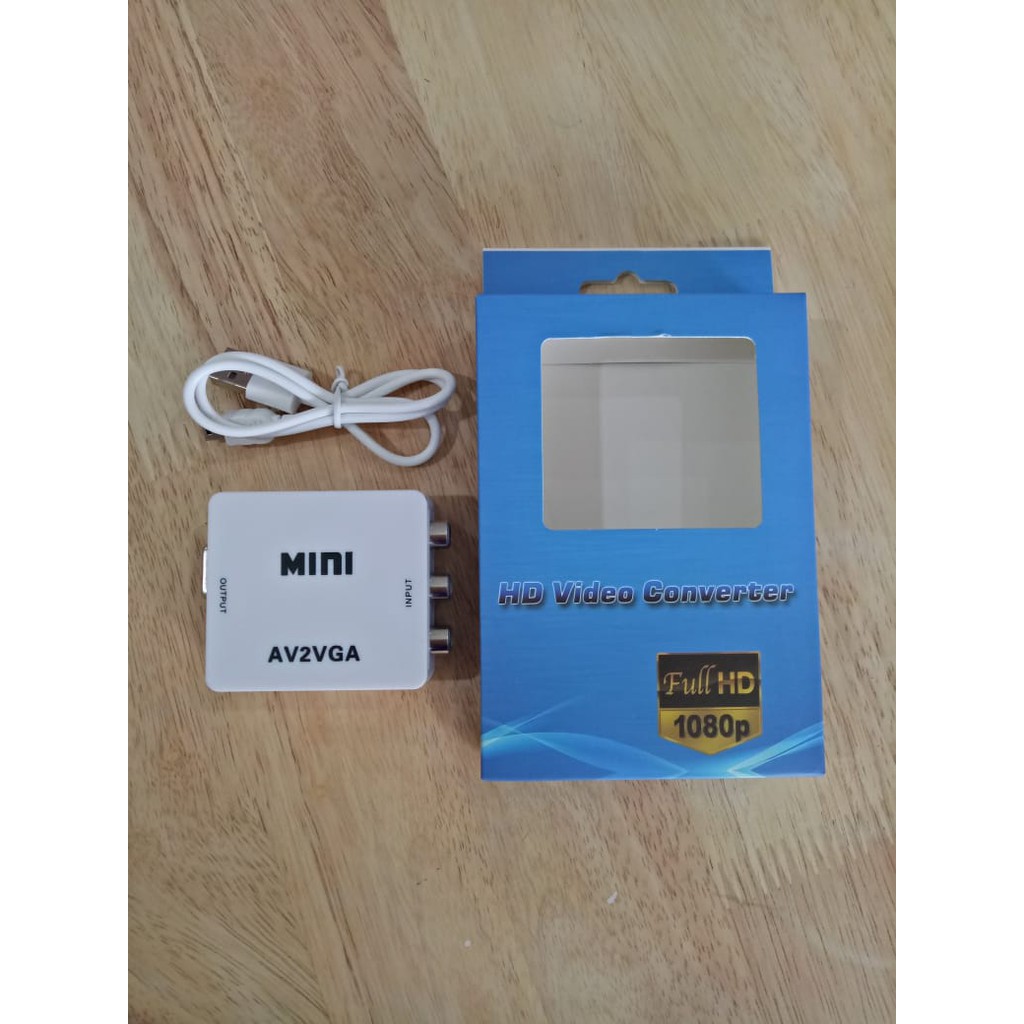 MINI
OUTPUT
INPUT
AV2VGA
HD Video Converter
Full HD
1080p